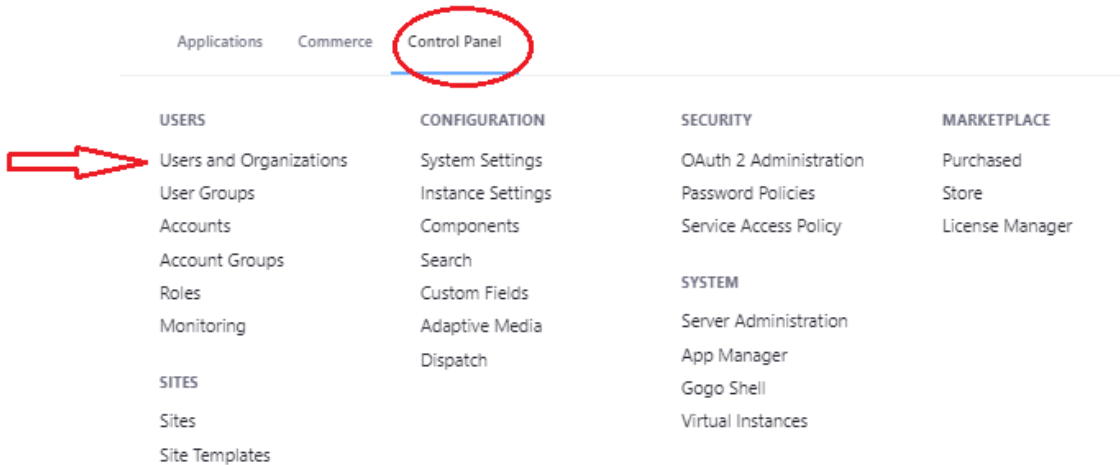 Applications Commerce Control Panel
USERS
Users and Organizations
User Groups
Accounts
Account Groups
Roles
Monitoring
SITES
Sites
Site Templates
CONFIGURATION
System Settings
Instance Settings
Components
Search
Custom Fields
Adaptive Media
Dispatch
SECURITY
OAuth 2 Administration
Password Policies
Service Access Policy
SYSTEM
Server Administration
App Manager
Gogo Shell
Virtual Instances
MARKETPLACE
Purchased
Store
License Manager